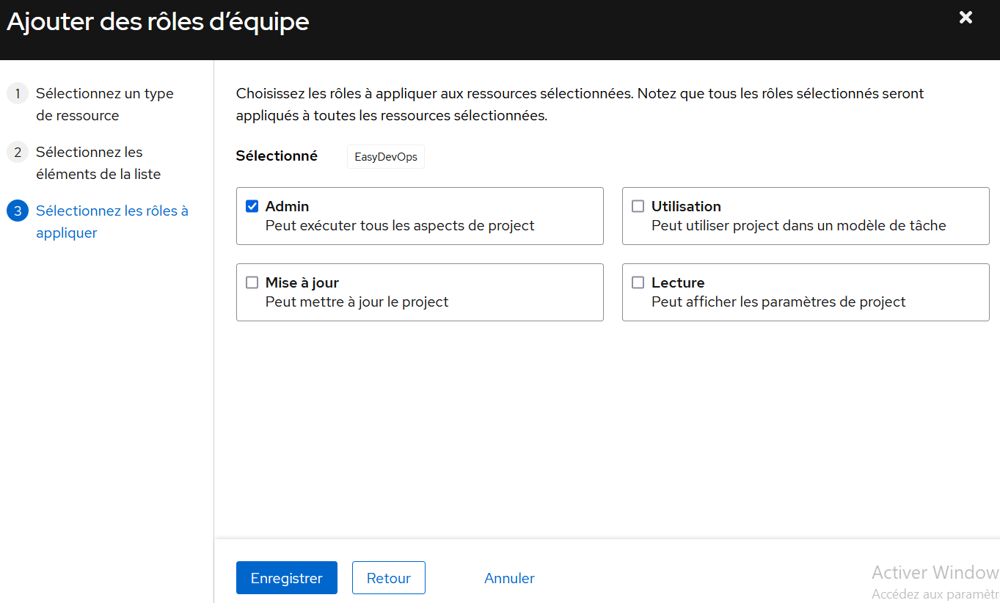 Ajouter des rôles d’équipe
1 Sélectionnez un type
de ressource
2 Sélectionnez les
éléments de la liste
3 Sélectionnez les rôles à
appliquer
Choisissez les rôles à appliquer aux ressources sélectionnées. Notez que tous les rôles sélectionnés seront
appliqués à toutes les ressources sélectionnées.
Sélectionné EasyDevOps
Admin
Peut exécuter tous les aspects de project
Utilisation
Peut utiliser project dans un modèle de tâche
Mise à jour
Peut mettre à jour le project
Lecture
Peut afficher les paramètres de project
Enregistrer Retour Annuler
Activer Window
Accédez aux paramètr